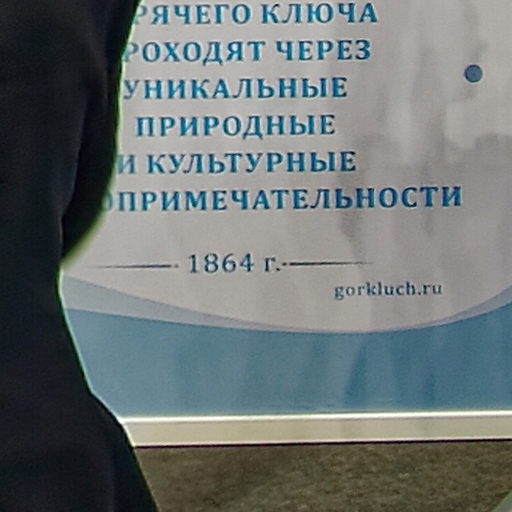 РЯЧЕГО КЛЮЧА
РОХОДЯТ ЧЕРЕЗ
УНИКАЛЬНЫЕ
ПРИРОДНЫЕ
И КУЛЬТУРНЫЕ
ОПРИМЕЧАТЕЛЬНОСТИ
1864 г.
gorkluch.ru